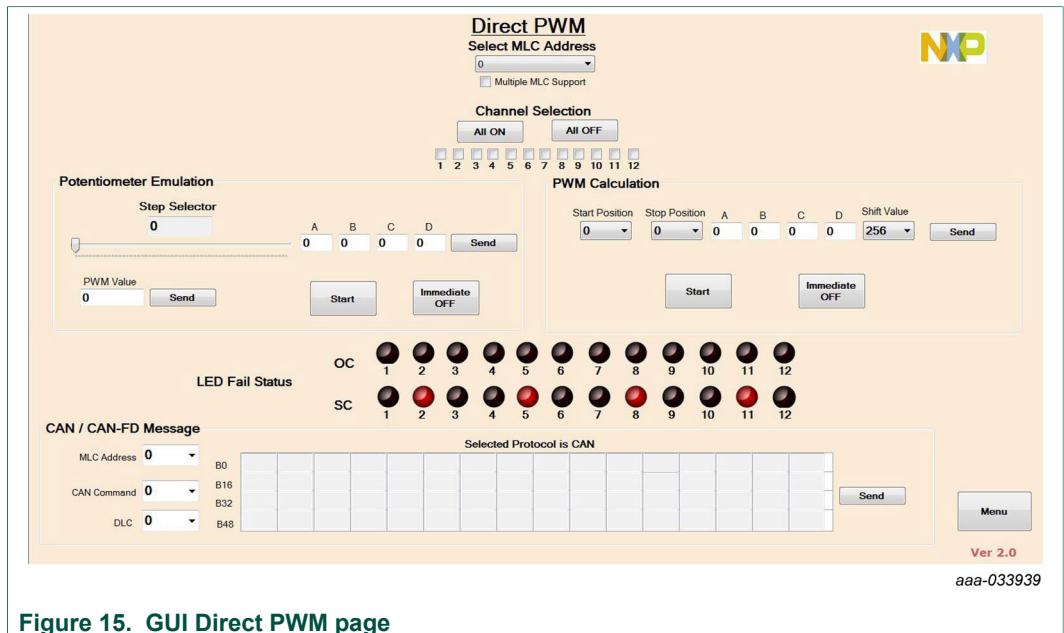 Direct PWM
Select MLC Address
0
Multiple MLC Support
NXP
Channel Selection
All ON All OFF
1 2 3 4 5 6 7 8 9 10 11 12
Potentiometer Emulation
Step Selector
0
A B C D
0 0 0 0 Send
PWM Value
0 Send
Start Immediate OFF
PWM Calculation
Start Position Stop Position A B C D Shift Value
0 0 0 0 0 0 256 Send
Start Immediate OFF
LED Fail Status
OC
1 2 3 4 5 6 7 8 9 10 11 12
SC
1 2 3 4 5 6 7 8 9 10 11 12
CAN / CAN-FD Message
Selected Protocol is CAN
MLC Address 0
CAN Command 0
DLC 0
B0
B16
B32
B48
Send
Menu
Ver 2.0
aaa-033939
Figure 15. GUI Direct PWM page